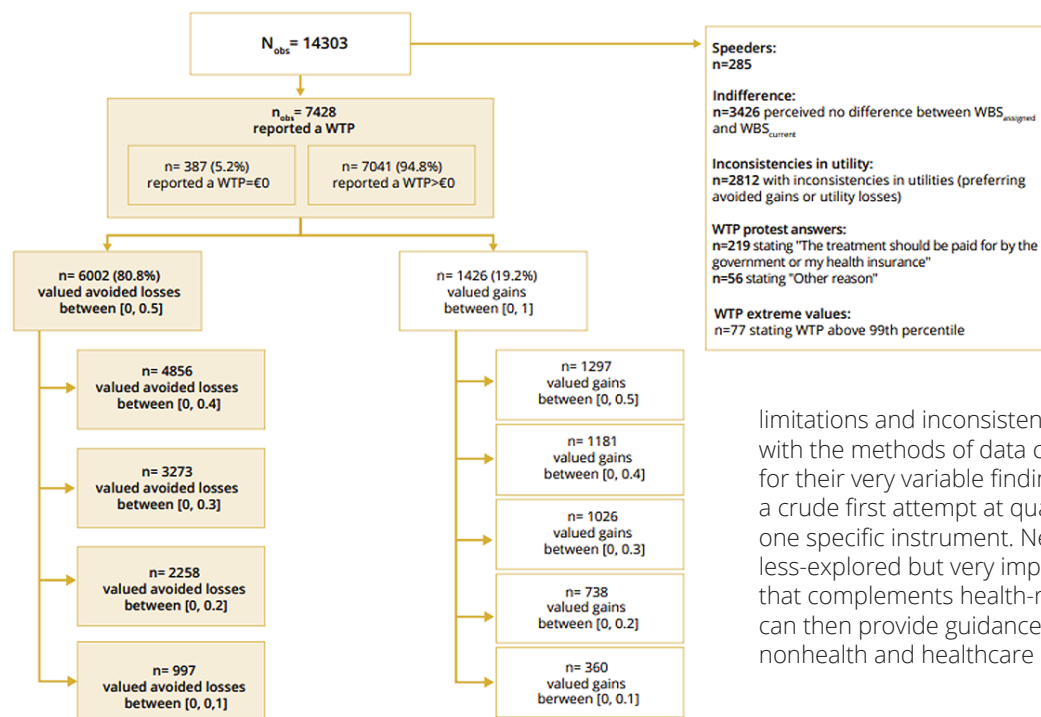 N obs = 14303
n obs = 7428
reported a WTP
n= 387 (5.2%)
reported a WTP=€0
n= 7041 (94.8%)
reported a WTP>€0
n= 6002 (80.8%)
valued avoided losses
between [0, 0.5]
n= 4856
valued avoided losses
between [0, 0.4]
n= 3273
valued avoided losses
between [0, 0.3]
n= 2258
valued avoided losses
between [0, 0.2]
n= 997
valued avoided losses
between [0, 0,1]
n= 1426 (19.2%)
valued gains
between [0, 1]
n= 1297
valued gains
between [0, 0.5]
n= 1181
valued gains
between [0, 0.4]
n= 1026
valued gains
between [0, 0.3]
n= 738
valued gains
between [0, 0.2]
n= 360
valued gains
berween [0, 0.1]
Speeders:
n=285
Indifference:
n=3426 perceived no difference between WBS assigned
and WBS current
Inconsistencies in utility:
n=2812 with inconsistencies in utilities (preferring
avoided gains or utility losses)
WTP protest answers:
n=219 stating "The treatment should be paid for by the
government or my health insurance"
n=56 stating "Other reason"
WTP extreme values:
n=77 stating WTP above 99th percentile
limitations and inconsisten
with the methods of data c
for their very variable findin
a crude first attempt at qua
one specific instrument. Ne
less-explored but very imp
that complements health-r
can then provide guidance
nonhealth and healthcare